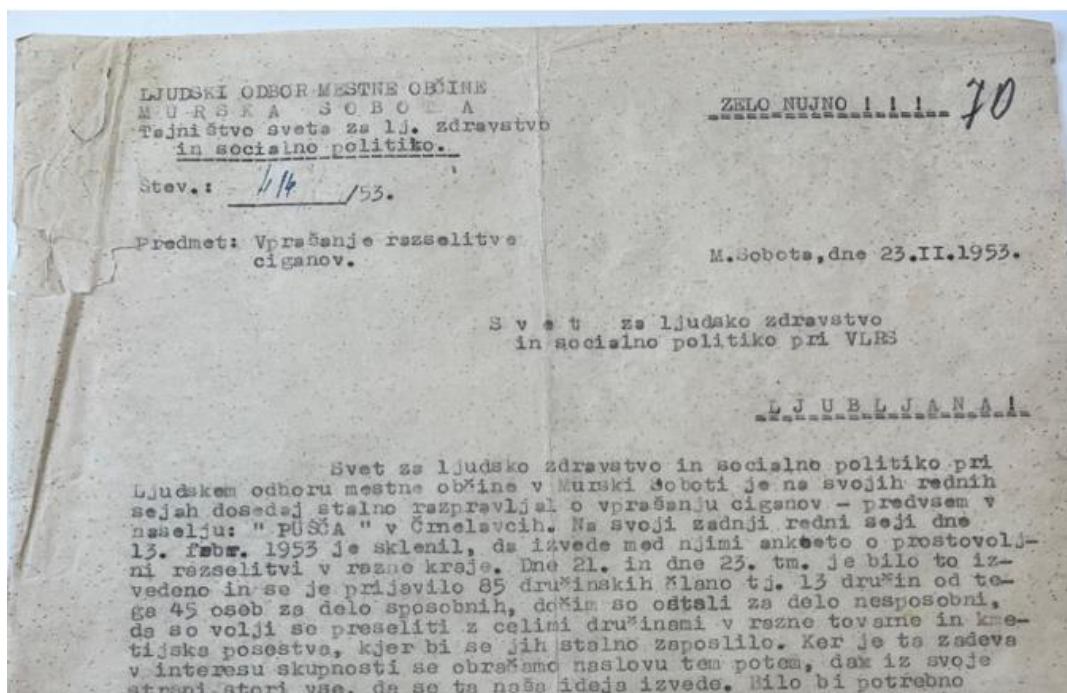 LJUDSKI ODBOR MESTNE OBČINE
M U R S K A   S O B O T A
Tajništvo sveta za lj. zdravstvo
in socialno politiko.
ZELO NUJNO ! ! !
70
Štev.: 44 /53.
Predmet: Vprašanje razselitve
ciganov.
M.Sobota,dne 23.II.1953.
S v e t   za ljudsko zdravstvo
in socialno politiko pri VLRS
L J U B L J A N A !
Svet za ljudsko zdravstvo in socialno politiko pri
Ljudskem odboru mestne občine v Murski Soboti je na svojih rednih
sejah dosedaj stalno razpravljal o vprašanju ciganov - predvsem v
naselju: " PUŠČA " v Črnelavcih. Na svoji zadnji redni seji dne
13. febr. 1953 je sklenil, da izvede med njimi ankeeto o prostovolj-
ni razselitvi v razne kraje. Dne 21. in dne 23. tm. je bilo to iz-
vedeno in se je prijavilo 85 družinskih člano tj. 13 družin od te-
ga 45 oseb za delo sposobnih, dočim so ostali za delo nesposobni,
da so volji se preseliti z celimi družinami v razne tovarne in kme-
tijska posestva, kjer bi se jih stalno zaposlilo. Ker je ta zadeva
v interesu skupnosti se obračamo naslovu tem potom, dak iz svoje
strani stori vse, da se ta naša ideja izvede. Bilo bi potrebno